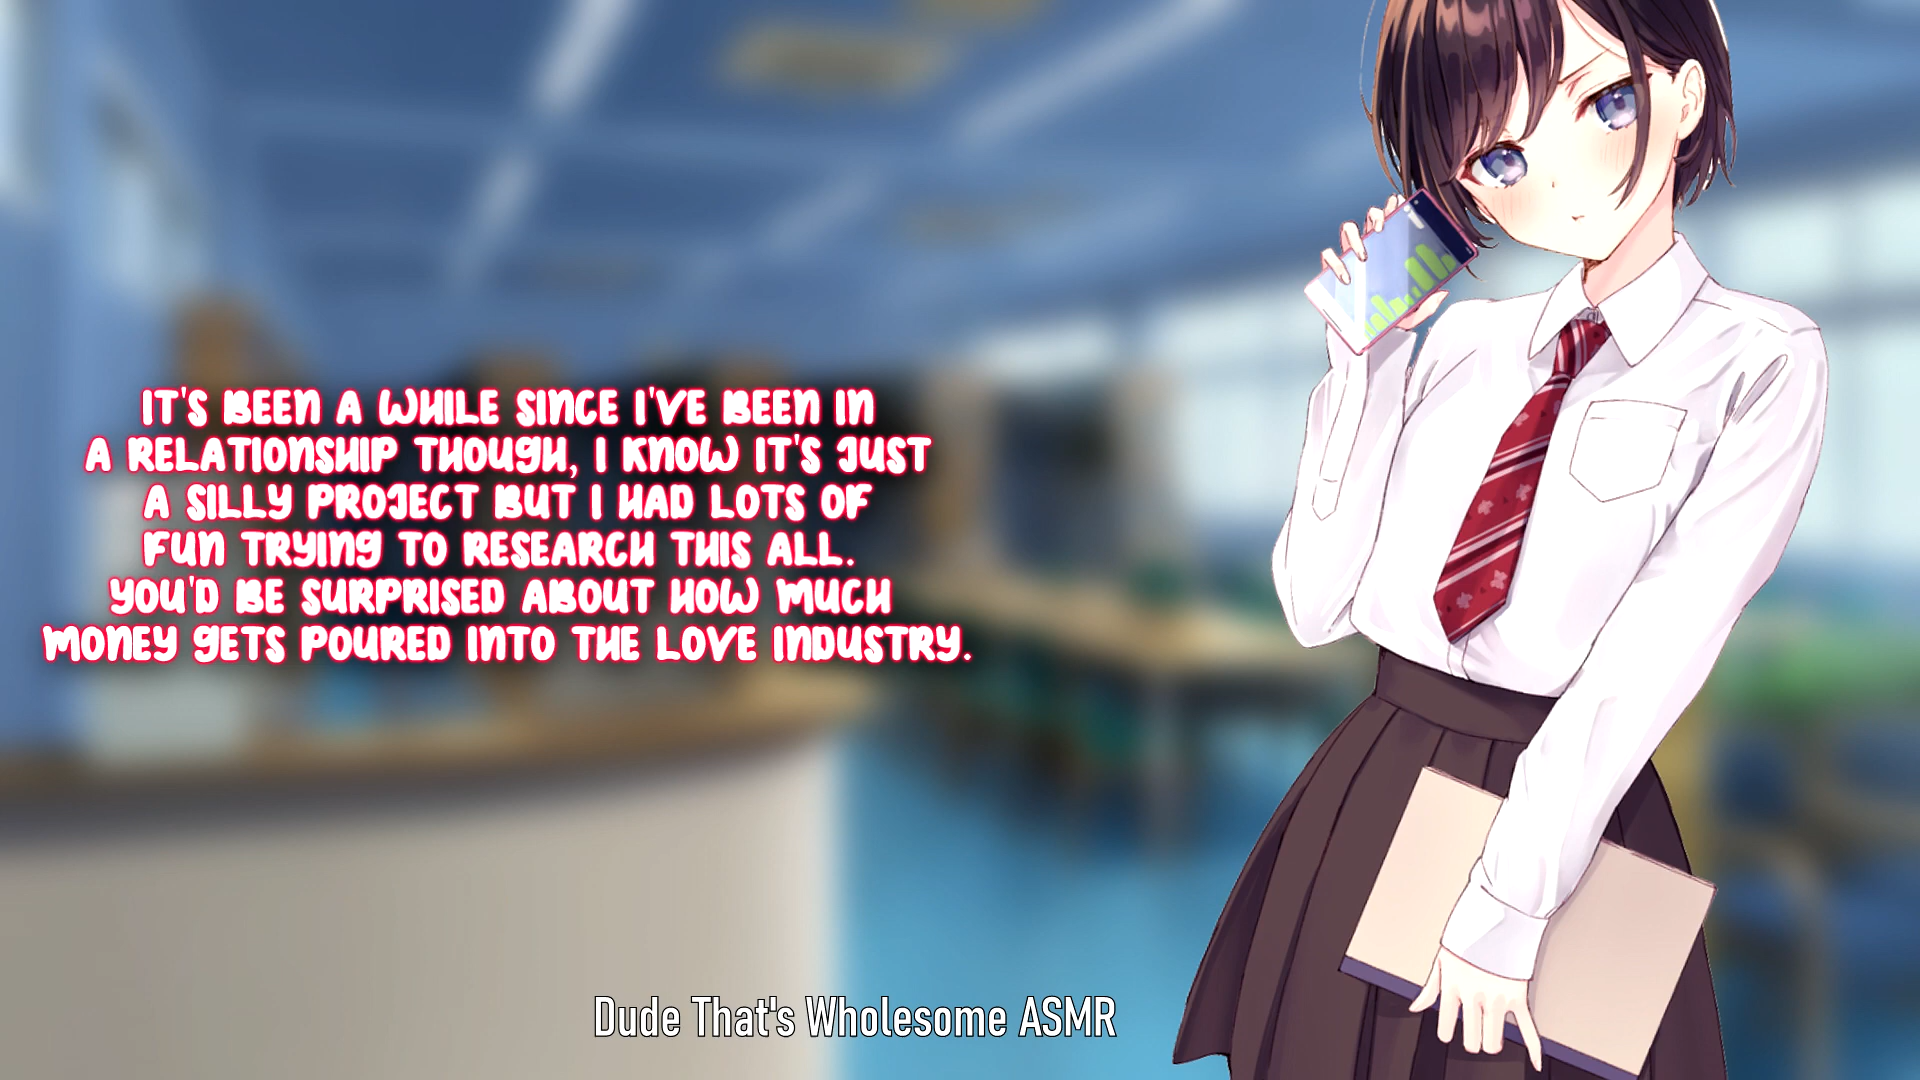 IT'S BEEN A WHILE SINCE I'VE BEEN IN
A RELATIONSHIP THOUGH, I KNOW IT'S JUST
A SILLY PROJECT BUT I HAD LOTS OF
FUN TRYING TO RESEARCH THIS ALL.
YOU'D BE SURPRISED ABOUT HOW MUCH
MONEY GETS POURED INTO THE LOVE INDUSTRY.
Dude That's Wholesome ASMR